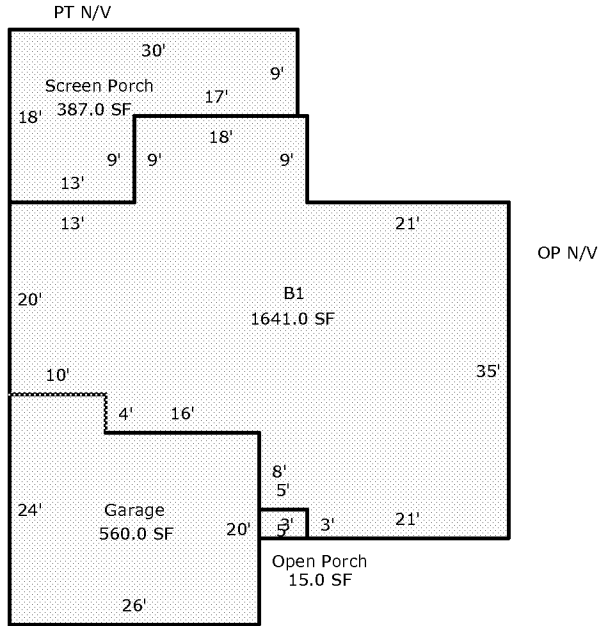 PT N/V
30'
9'
Screen Porch
387.0 SF
17'
18'
18'
9'
9'
9'
13'
13'
21'
OP N/V
20'
B1
1641.0 SF
35'
10'
4'
16'
8'
5'
24'
Garage
560.0 SF
20'
3'
5'
3'
21'
Open Porch
15.0 SF
26'